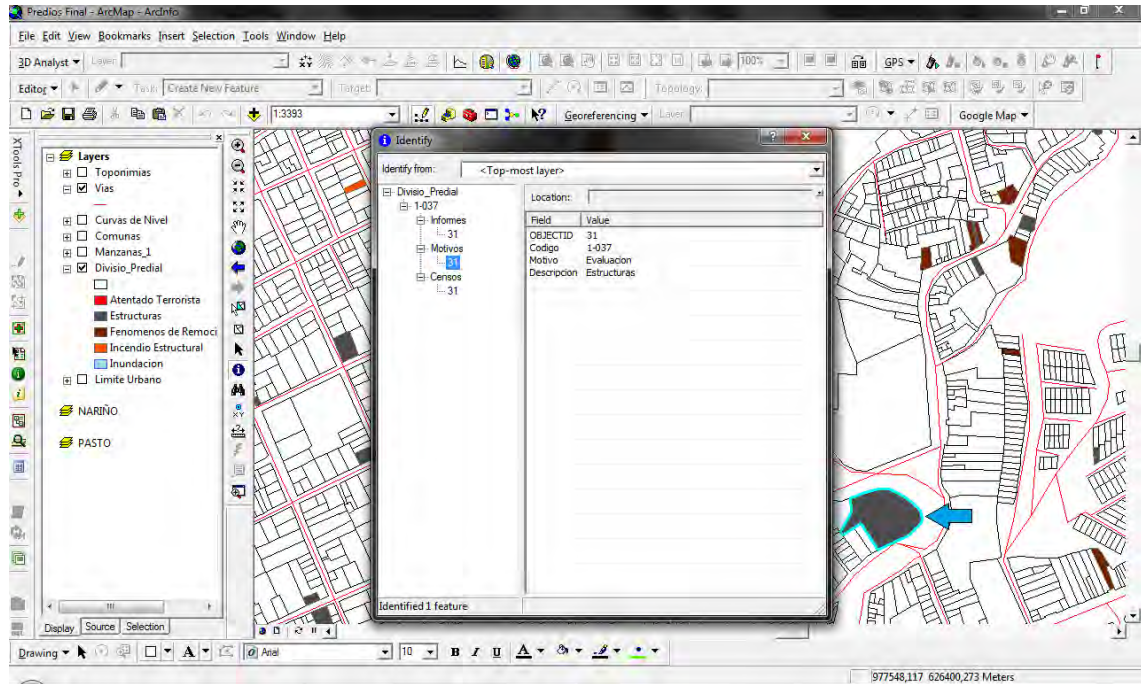 Predios Final - ArcMap - ArcInfo
File Edit View Bookmarks Insert Selection Tools Window Help
3D Analyst Layer: 100% GPS
Editor Task: Create New Feature Target: Topology:
1:3393 Georeferencing Layer: Google Map
XTools Pro
Layers
Toponimias
Vias
Curvas de Nivel
Comunas
Manzanas_1
Divisio_Predial
Atentado Terrorista
Estructuras
Fenomenos de Remoci
Incendio Estructural
Inundacion
Limite Urbano
NARIÑO
PASTO
Display Source Selection
Identify
Identify from: <Top-most layer>
Divisio_Predial
1-037
Informes
31
Motivos
31
Censos
31
Location:
Field Value
OBJECTID 31
Codigo 1-037
Motivo Evaluacion
Descripcion Estructuras
Identified 1 feature
Drawing A Arial 10 B I U A
977548,117 626400,273 Meters